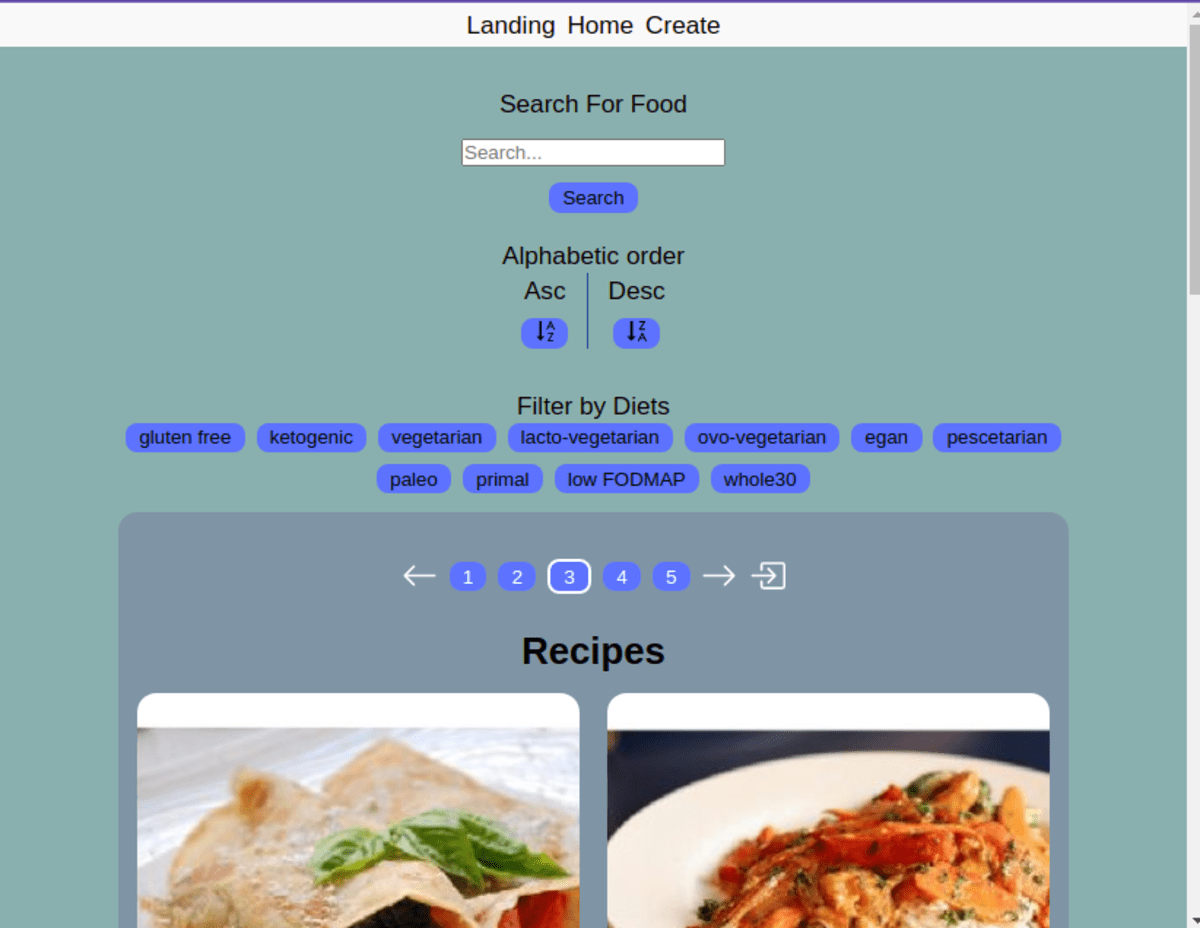 Landing Home Create
Search For Food
Search...
Search
Alphabetic order
Asc Desc
A Z Z A
Filter by Diets
gluten free ketogenic vegetarian lacto-vegetarian ovo-vegetarian egan pescetarian
paleo primal low FODMAP whole30
1 2 3 4 5
Recipes